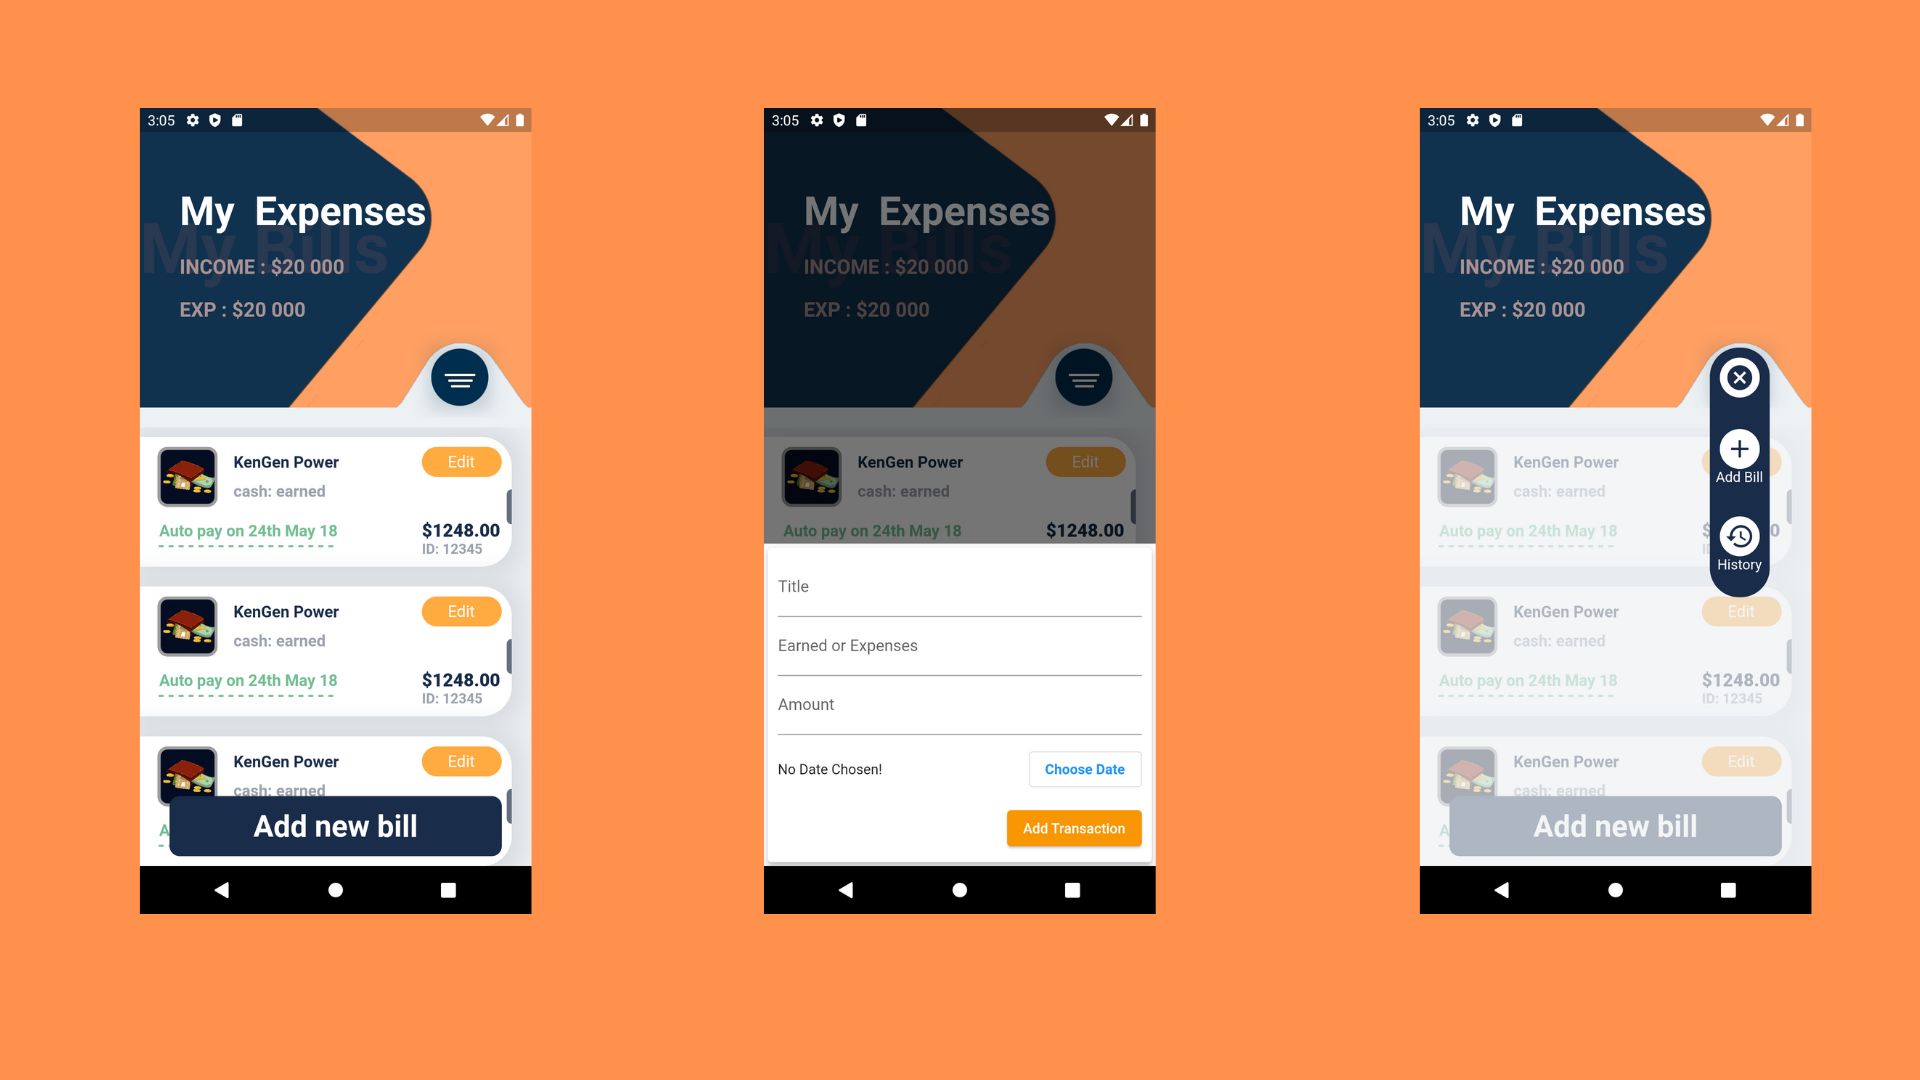 3:05
My Expenses
My Bills
INCOME : $20 000
EXP : $20 000
KenGen Power
Edit
cash: earned
Auto pay on 24th May 18
$1248.00
ID: 12345
KenGen Power
Edit
cash: earned
Auto pay on 24th May 18
$1248.00
ID: 12345
KenGen Power
Edit
cash: earned
A
Add new bill
3:05
My Expenses
My Bills
INCOME : $20 000
EXP : $20 000
KenGen Power
Edit
cash: earned
Auto pay on 24th May 18
$1248.00
Title
Earned or Expenses
Amount
No Date Chosen!
Choose Date
Add Transaction
3:05
My Expenses
My Bills
INCOME : $20 000
EXP : $20 000
KenGen Power
Add Bill
cash: earned
Auto pay on 24th May 18
$ 0
History
KenGen Power
Edit
cash: earned
Auto pay on 24th May 18
$1248.00
ID: 12345
KenGen Power
Edit
cash: earned
A
Add new bill